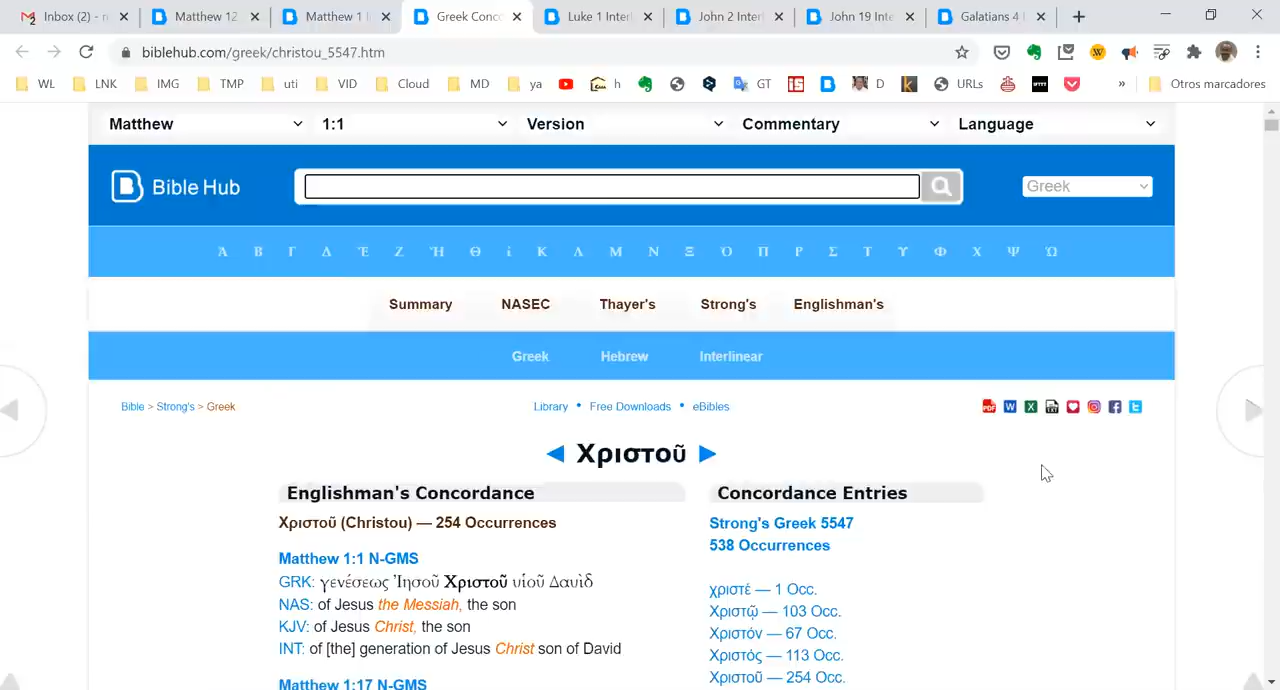 Inbox (2) - r
Matthew 12
Matthew 1 I
Greek Conc
Luke 1 Inter
John 2 Inter
John 19 Inte
Galatians 4 I
biblehub.com/greek/christou_5547.htm
WL LNK IMG TMP uti VID Cloud MD ya h GT D URLs » Otros marcadores
Matthew 1:1 Version Commentary Language
Bible Hub
Greek
Ἀ Β Γ Δ Ἐ Ζ Ἡ Θ ἰ Κ Λ Μ Ν Ξ Ὀ Π Ρ Σ Τ Υ Φ Χ Ψ Ὠ
Summary NASEC Thayer's Strong's Englishman's
Greek Hebrew Interlinear
Bible > Strong's > Greek
Library • Free Downloads • eBibles
◄ Χριστοῦ ►
Englishman's Concordance
Χριστοῦ (Christou) — 254 Occurrences
Matthew 1:1 N-GMS
GRK: γενέσεως Ἰησοῦ Χριστοῦ υἱοῦ Δαυὶδ
NAS: of Jesus the Messiah, the son
KJV: of Jesus Christ, the son
INT: of [the] generation of Jesus Christ son of David
Matthew 1:17 N-GMS
Concordance Entries
Strong's Greek 5547
538 Occurrences
χριστέ — 1 Occ.
Χριστῷ — 103 Occ.
Χριστόν — 67 Occ.
Χριστός — 113 Occ.
Χριστοῦ — 254 Occ.